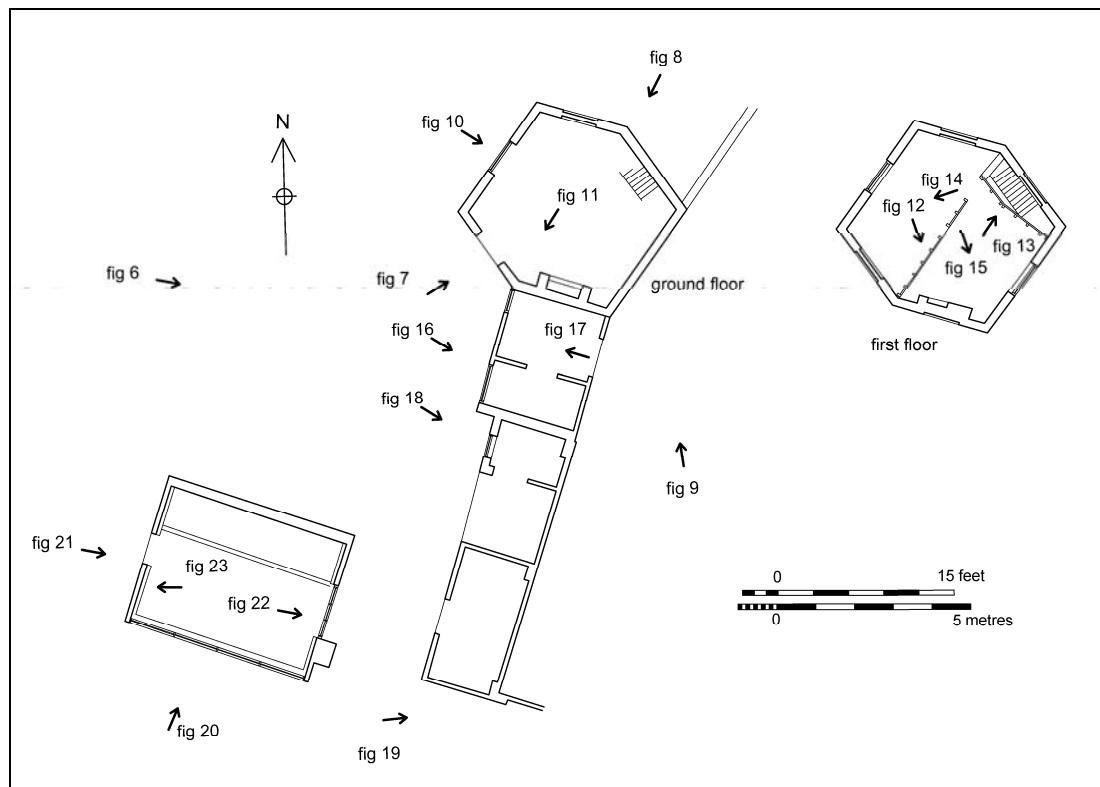 fig 8
N
fig 10
fig 14
fig 11
fig 12
fig 13
fig 15
fig 6
fig 7
ground floor
fig 16
fig 17
first floor
fig 18
fig 9
fig 21
fig 23
fig 22
0 15 feet
0 5 metres
fig 20
fig 19